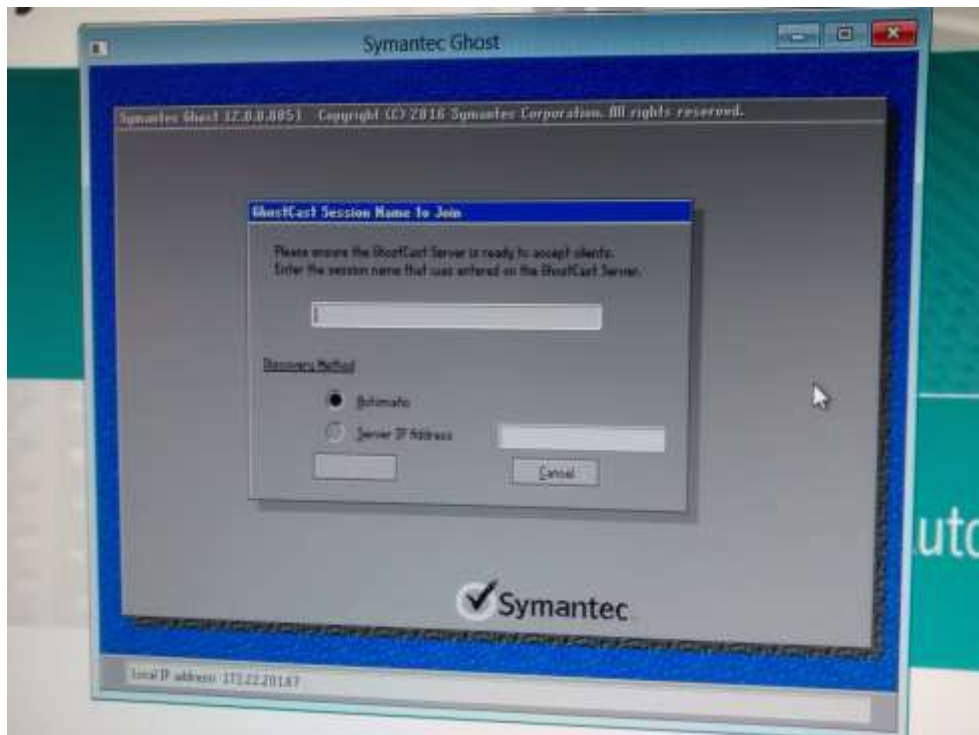 Symantec Ghost
Symantec Ghost 12.0.0.8051 Copyright (C) 2016 Symantec Corporation. All rights reserved.
GhostCast Session Name to Join
Please ensure the GhostCast Server is ready to accept clients.
Enter the session name that was entered on the GhostCast Server.
Discovery Method
Automatic
Server IP Address
Cancel
Symantec
Local IP address:
uto